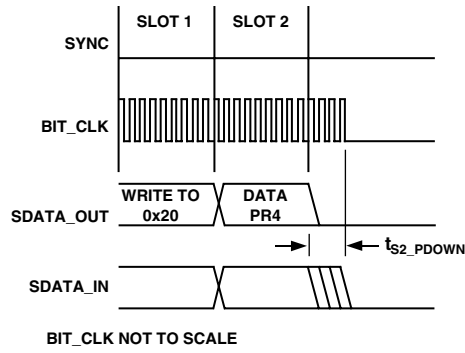 SLOT 1
SLOT 2
SYNC
BIT_CLK
WRITE TO
0x20
DATA
PR4
SDATA_OUT
tS2_PDOWN
SDATA_IN
BIT_CLK NOT TO SCALE